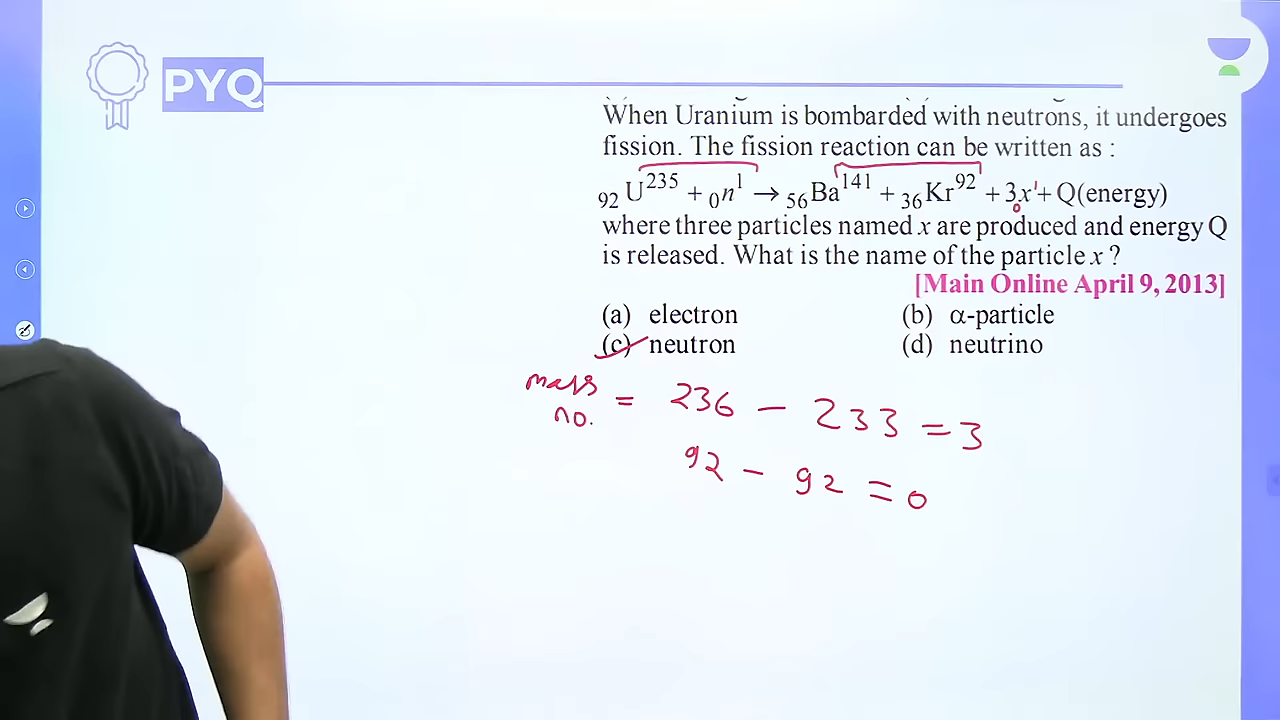 PYQ
When Uranium is bombarded with neutrons, it undergoes
fission. The fission reaction can be written as :
₉₂U²³⁵ + ₀n¹ → ₅₆Ba¹⁴¹ + ₃₆Kr⁹² + 3₀x¹ + Q(energy)
where three particles named x are produced and energy Q
is released. What is the name of the particle x ?
[Main Online April 9, 2013]
(a) electron (b) α-particle
(c) neutron (d) neutrino
mass no. = 236 – 233 = 3
92 – 92 = 0